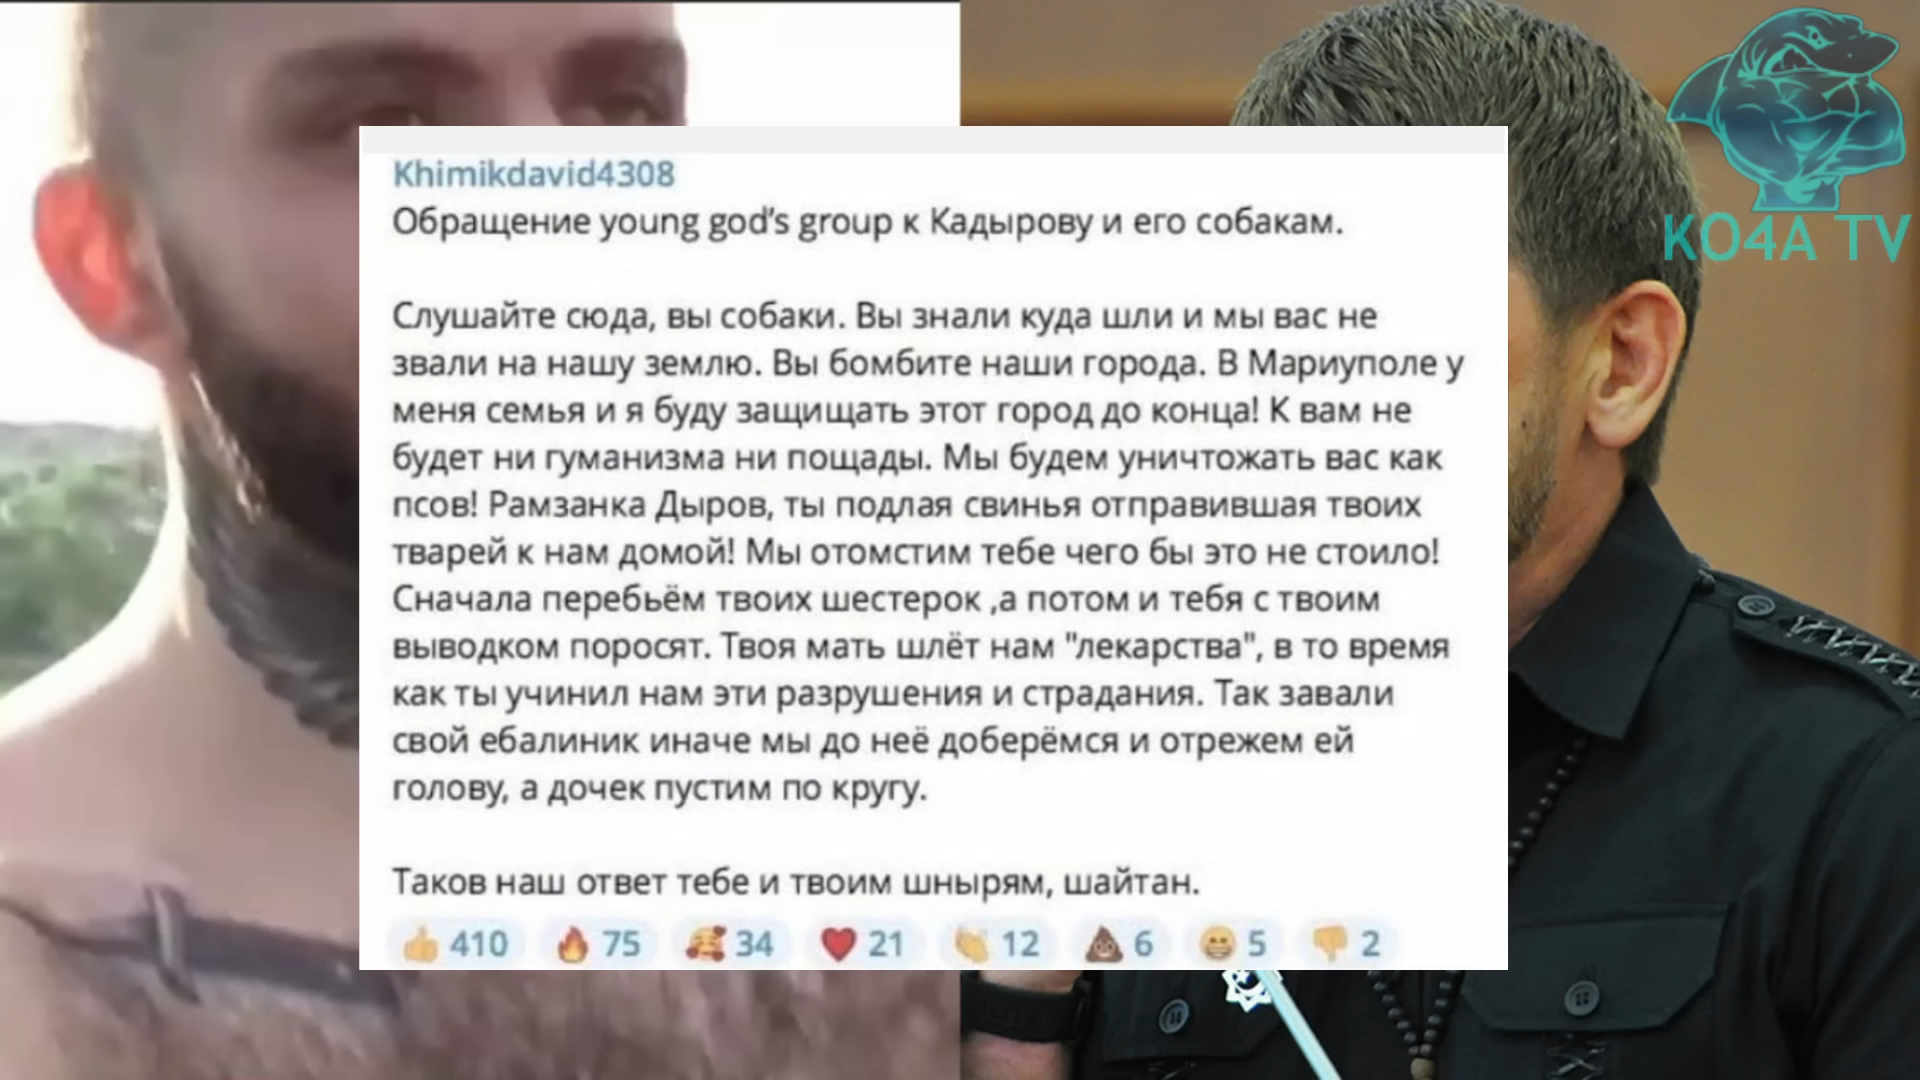 KO4A TV
Khimikdavid4308
Обращение young god's group к Кадырову и его собакам.
Слушайте сюда, вы собаки. Вы знали куда шли и мы вас не
звали на нашу землю. Вы бомбите наши города. В Мариуполе у
меня семья и я буду защищать этот город до конца! К вам не
будет ни гуманизма ни пощады. Мы будем уничтожать вас как
псов! Рамзанка Дыров, ты подлая свинья отправившая твоих
тварей к нам домой! Мы отомстим тебе чего бы это не стоило!
Сначала перебьём твоих шестерок ,а потом и тебя с твоим
выводком поросят. Твоя мать шлёт нам "лекарства", в то время
как ты учинил нам эти разрушения и страдания. Так завали
свой ебалиник иначе мы до неё доберёмся и отрежем ей
голову, а дочек пустим по кругу.
Таков наш ответ тебе и твоим шнырям, шайтан.
410 75 34 21 12 6 5 2